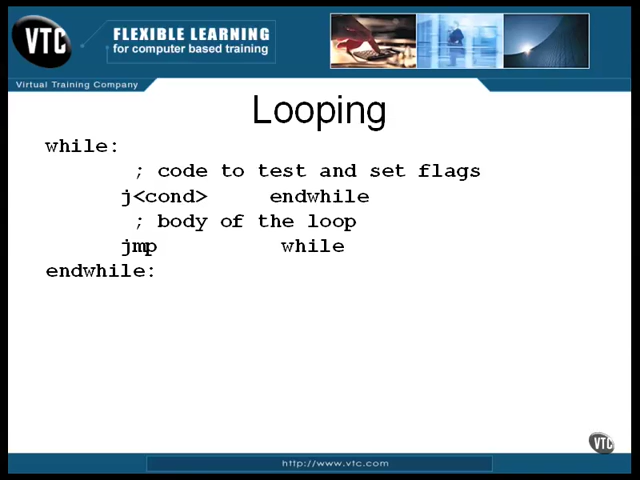 VTC
FLEXIBLE LEARNING
for computer based training
Virtual Training Company
Looping
while:
; code to test and set flags
j<cond> endwhile
; body of the loop
jmp while
endwhile:
VTC
http://www.vtc.com